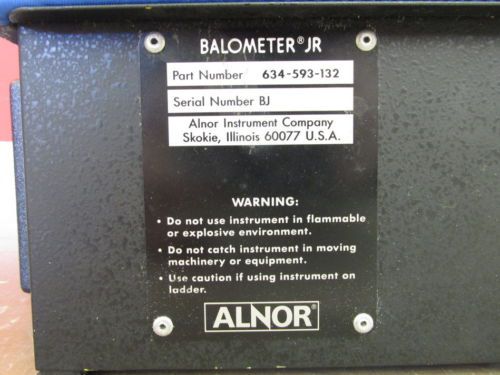 BALOMETER® JR
Part Number 634-593-132
Serial Number BJ
Alnor Instrument Company
Skokie, Illinois 60077 U.S.A.
WARNING:
• Do not use instrument in flammable
or explosive environment.
• Do not catch instrument in moving
machinery or equipment.
• Use caution if using instrument on
ladder.
ALNOR®